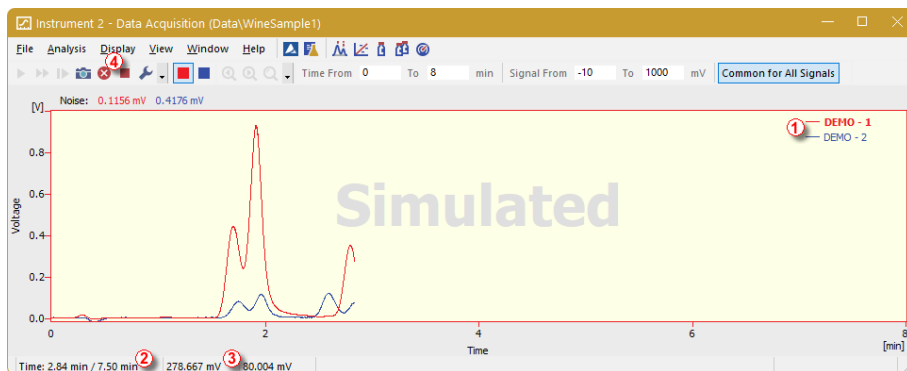 Instrument 2 - Data Acquisition (Data\WineSample1)
File Analysis Display View Window Help
4
Time From 0 To 8 min Signal From -10 To 1000 mV Common for All Signals
Noise: 0.1156 mV 0.4176 mV
[V]
1 DEMO - 1
DEMO - 2
0.8
0.6
0.4
0.2
0.0
Voltage
Simulated
0 2 4 6 8
Time [min]
Time: 2.84 min / 7.50 min 2 278.667 mV 3 80.004 mV